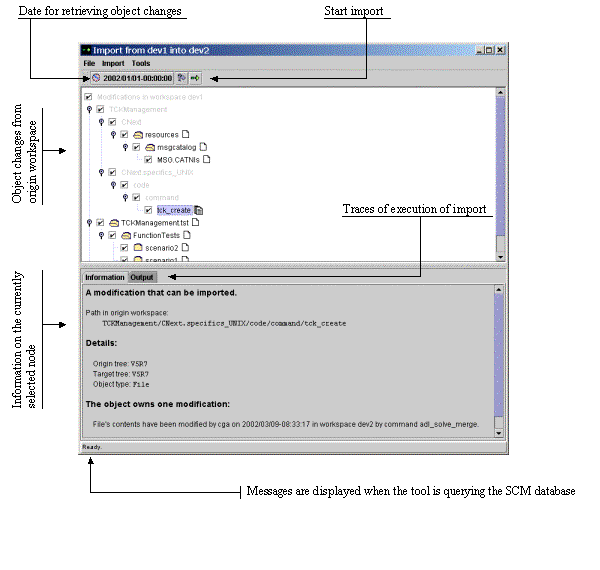 Date for retrieving object changes
Start import
Import from dev1 into dev2
File Import Tools
2002/01/01-00:00:00
Modifications in workspace dev1
TCKManagement
CNext
resources
msgcatalog
MSG.CATNls
CNext.specifics_UNIX
code
command
tck_create
TCKManagement.tst
FunctionTests
scenario2
scenario1
Object changes from
origin workspace
Traces of execution of import
Information Output
A modification that can be imported.
Path in origin workspace:
TCKManagement/CNext.specifics_UNIX/code/command/tck_create
Details:
Origin tree: VSR7
Target tree: VSR7
Object type: File
The object owns one modification:
File's contents have been modified by cga on 2002/03/09-08:33:17 in workspace dev2 by command adl_solve_merge.
Information on the currently
selected node
Ready.
Messages are displayed when the tool is querying the SCM database